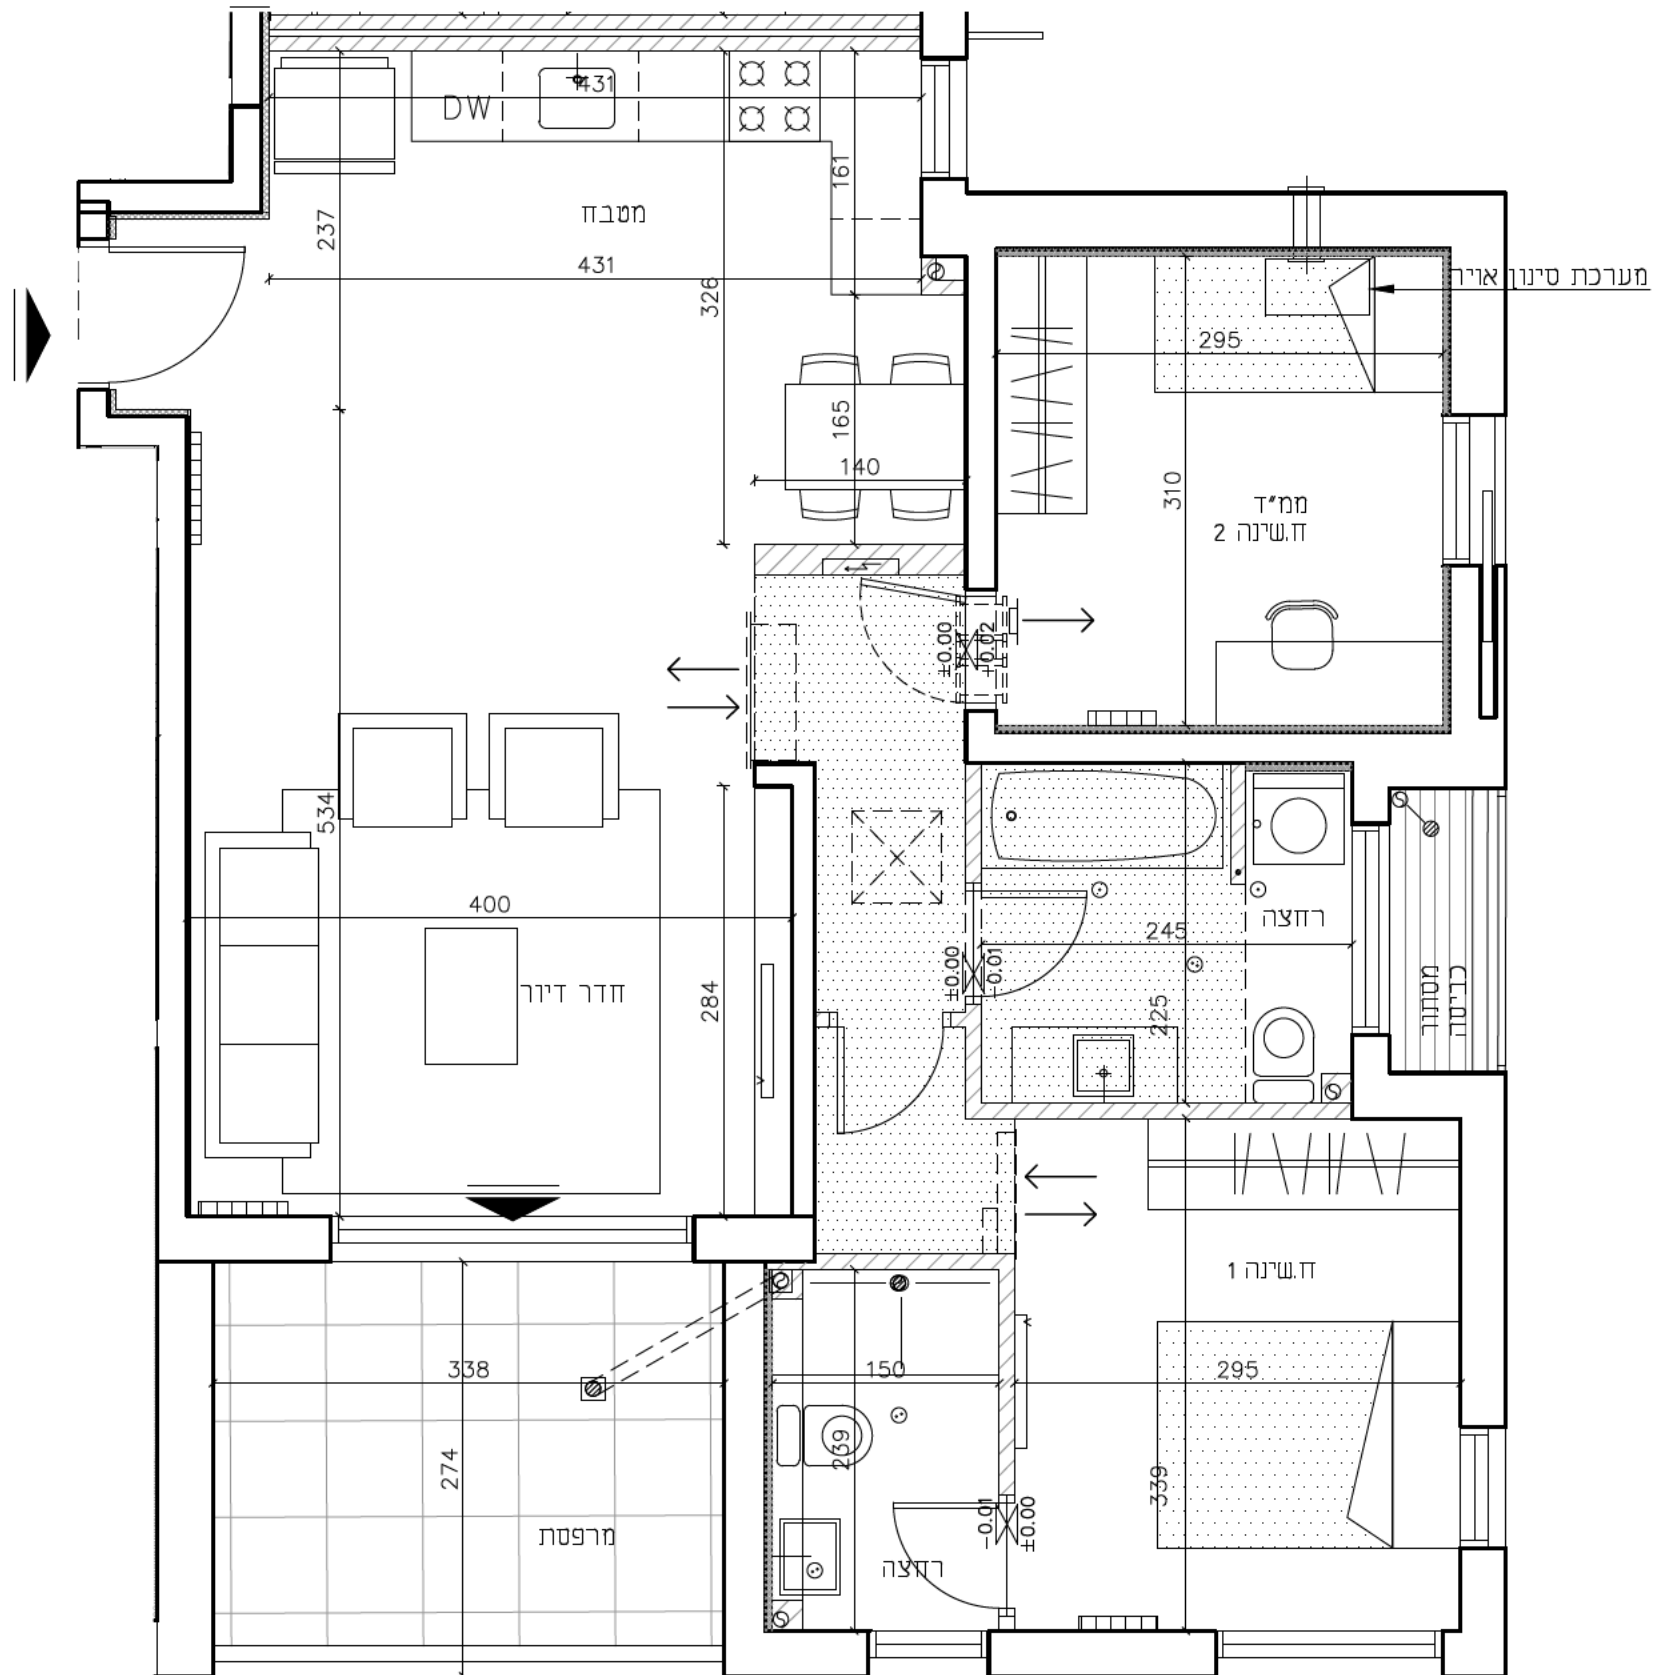 431
DW
161
מטבח
237
431
326
מערכת סינון אויר
295
165
140
310
ממ״ד
ח.שינה 2
±0.00
+0.02
534
400
רחצה
245
±0.00
-0.01
חדר דיור
284
225
מסתור
כביסה
ח.שינה 1
338
150
295
239
274
339
-0.01
±0.00
מרפסת
רחצה